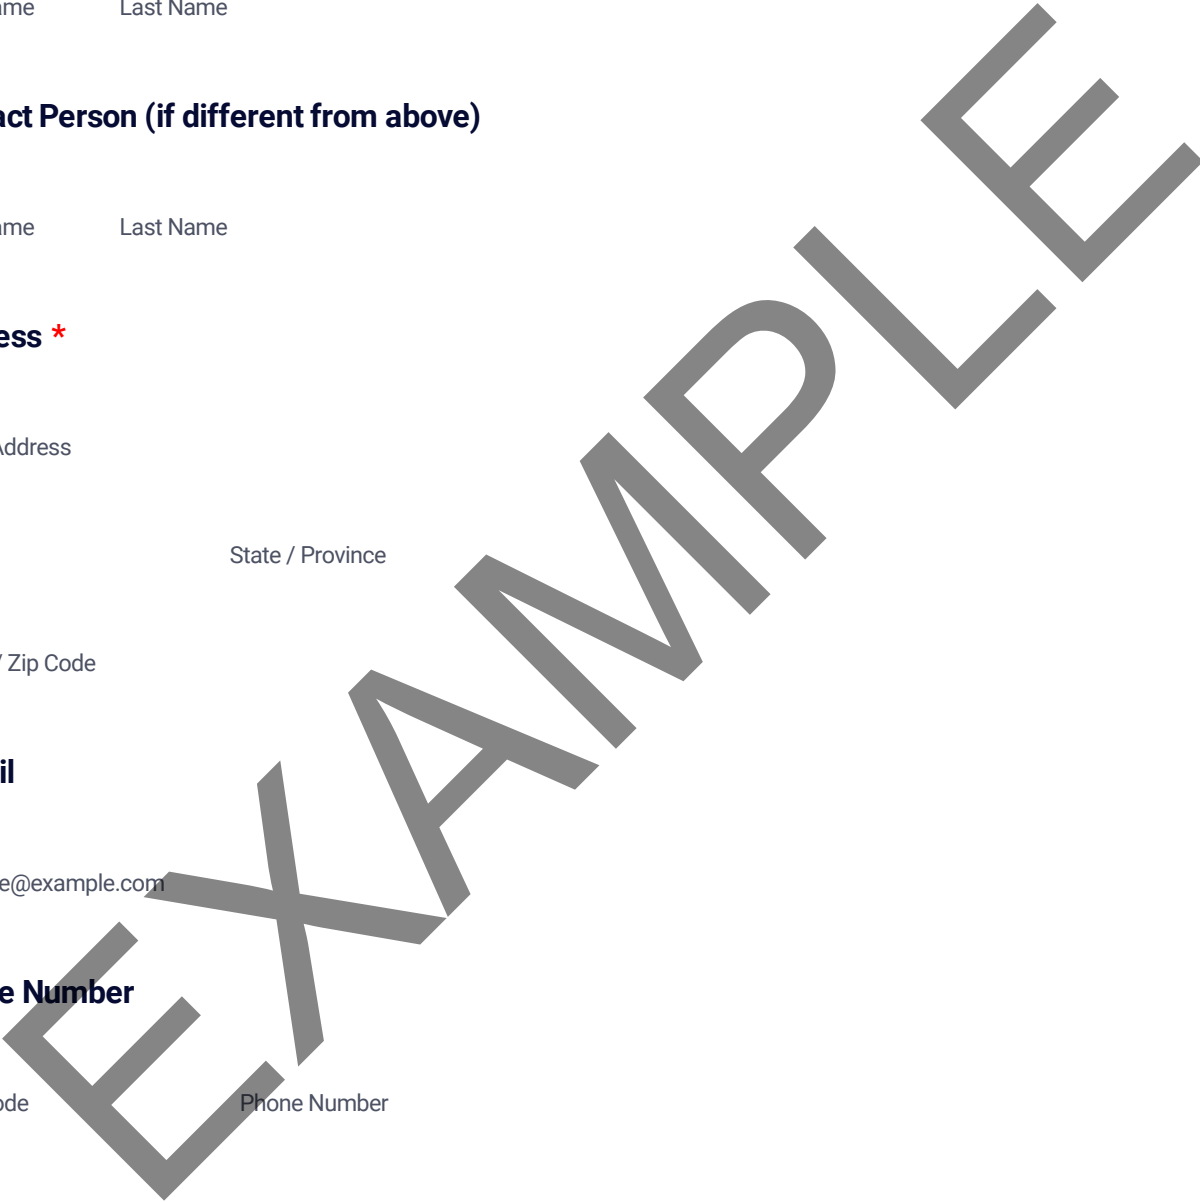 ame Last Name
act Person (if different from above)
ame Last Name
ess *
Address
State / Province
/ Zip Code
il
e@example.com
e Number
ode Phone Number
EXAMPLE